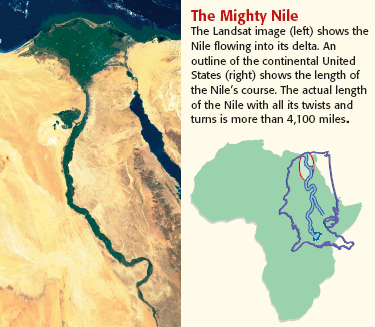 The Mighty Nile
The Landsat image (left) shows the
Nile flowing into its delta. An
outline of the continental United
States (right) shows the length of
the Nile's course. The actual length
of the Nile with all its twists and
turns is more than 4,100 miles.